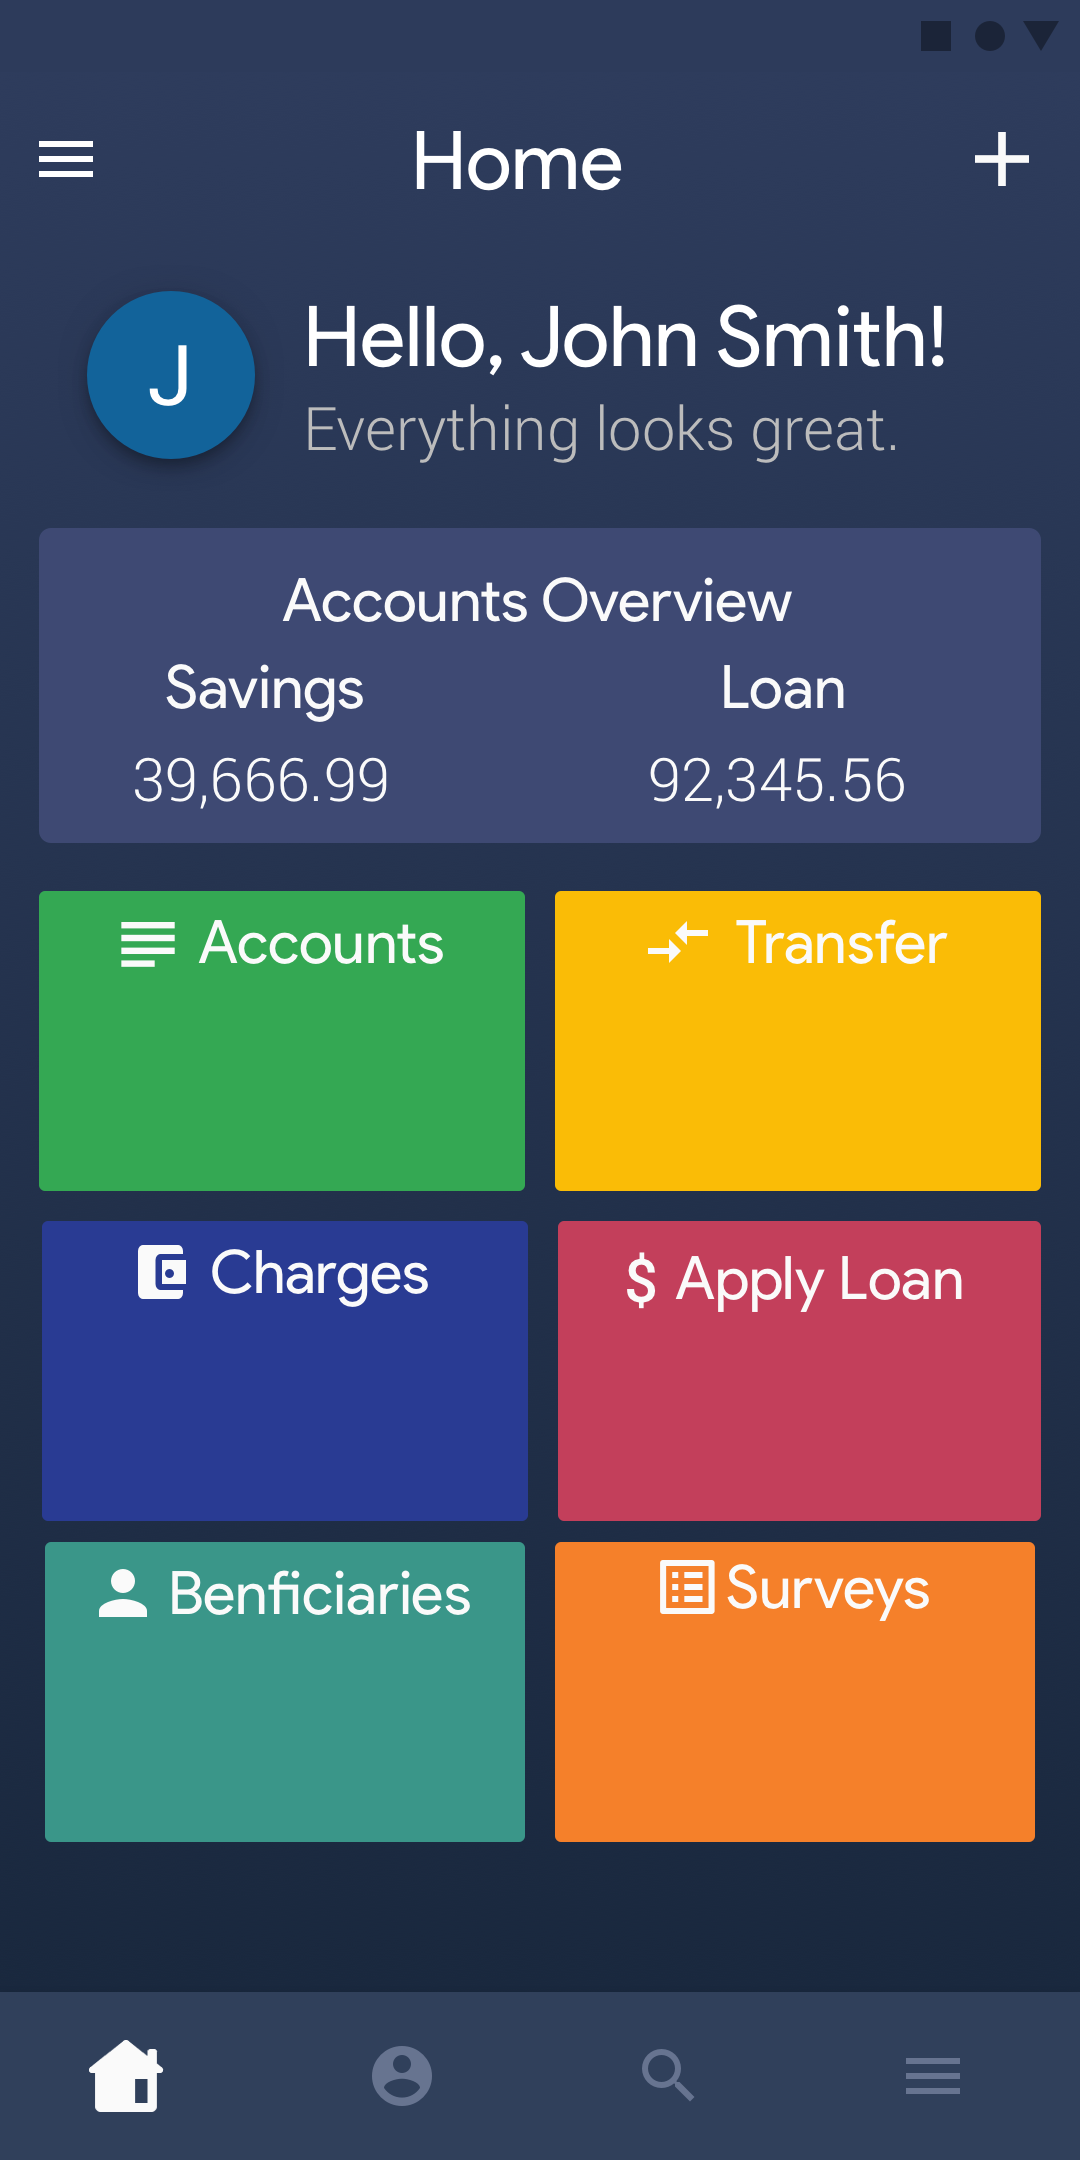 Home
J
Hello, John Smith!
Everything looks great.
Accounts Overview
Savings
Loan
39,666.99
92,345.56
Accounts
Transfer
Charges
$ Apply Loan
Benficiaries
Surveys